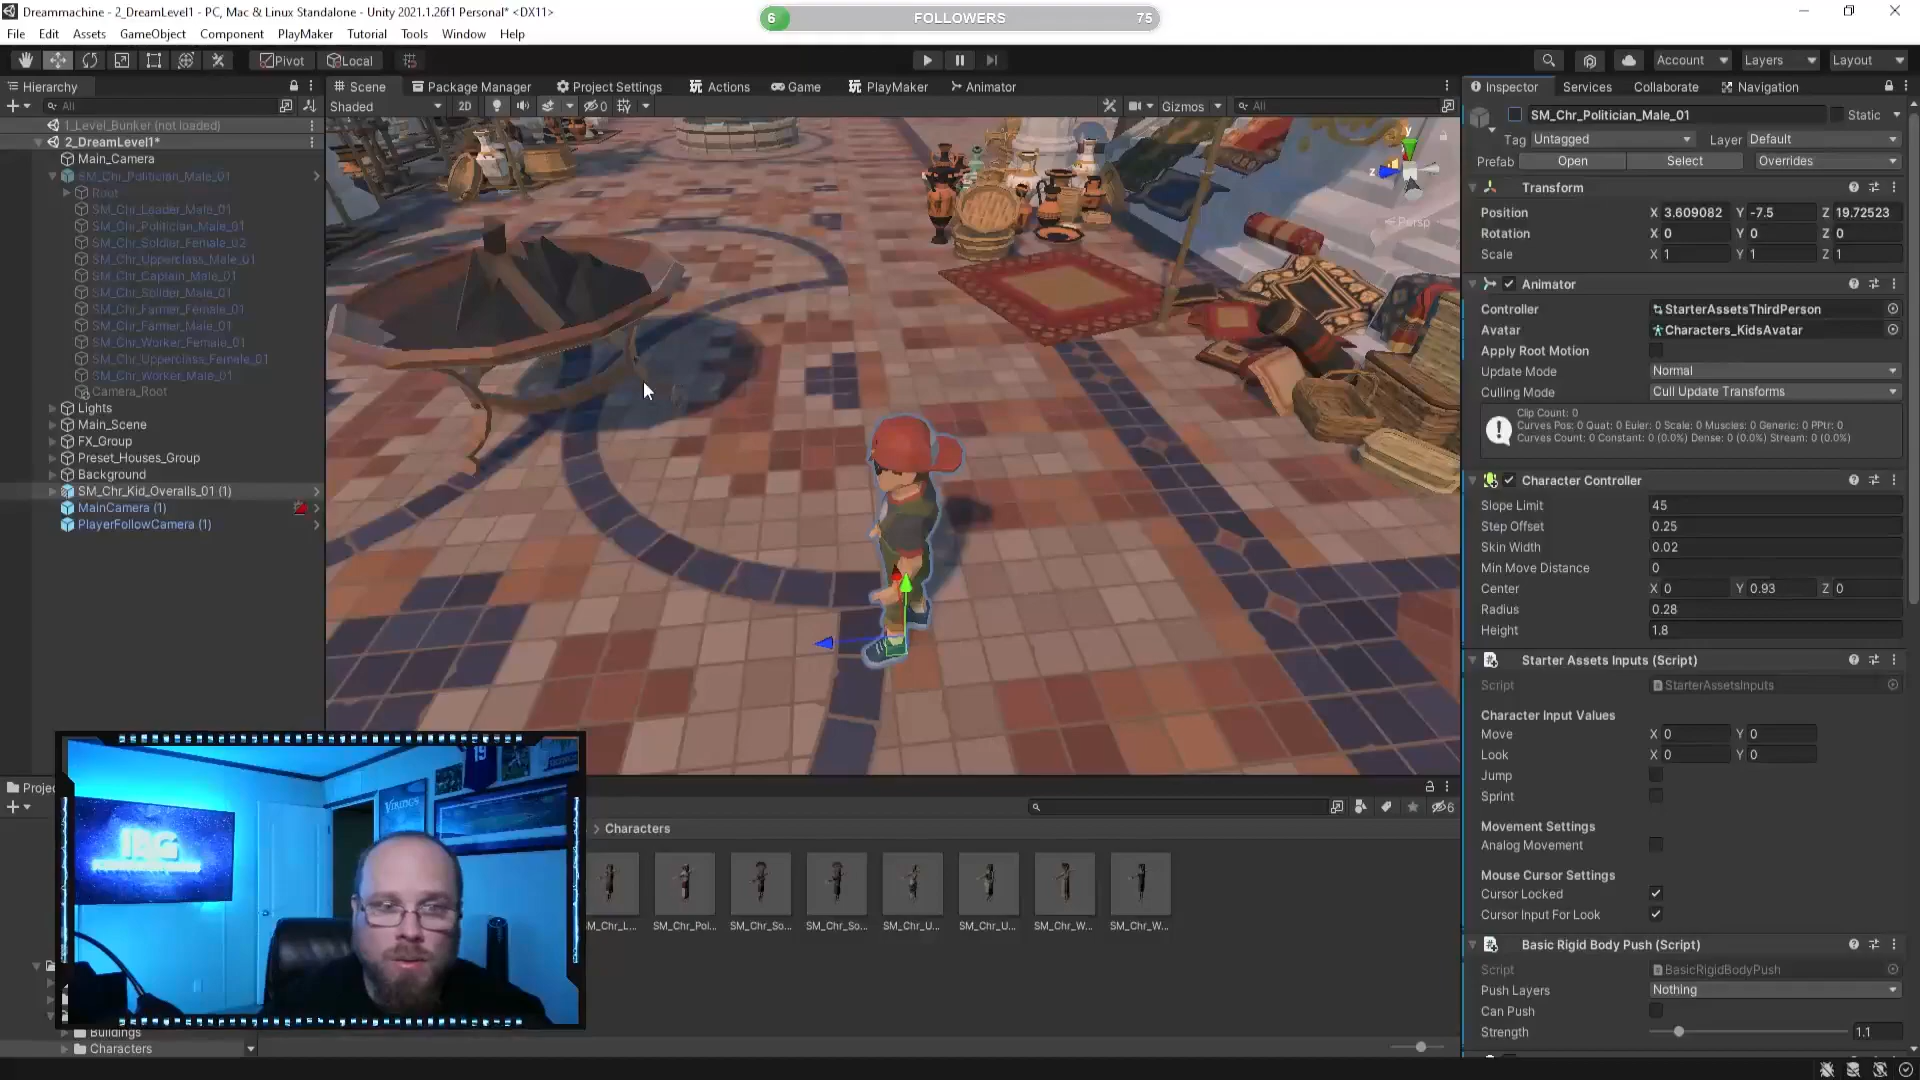 Dreammachine - 2_DreamLevel1 - PC, Mac & Linux Standalone - Unity 2021.1.26f1 Personal* <DX11>
6 FOLLOWERS 75
File Edit Assets GameObject Component PlayMaker Tutorial Tools Window Help
Pivot Local
Account Layers Layout
Hierarchy
Scene Package Manager Project Settings Actions Game PlayMaker Animator
Inspector Services Collaborate Navigation
All
Shaded 2D 0 Gizmos All
SM_Chr_Politician_Male_01 Static
Tag Untagged Layer Default
Prefab Open Select Overrides
1_Level_Bunker (not loaded)
2_DreamLevel1*
Main_Camera
SM_Chr_Politician_Male_01
Root
SM_Chr_Leader_Male_01
SM_Chr_Politician_Male_01
SM_Chr_Soldier_Female_02
SM_Chr_Upperclass_Male_01
SM_Chr_Captain_Male_01
SM_Chr_Solider_Male_01
SM_Chr_Farmer_Female_01
SM_Chr_Farmer_Male_01
SM_Chr_Worker_Female_01
SM_Chr_Upperclass_Female_01
SM_Chr_Worker_Male_01
Camera_Root
Lights
Main_Scene
FX_Group
Preset_Houses_Group
Background
SM_Chr_Kid_Overalls_01 (1)
MainCamera (1)
PlayerFollowCamera (1)
y
z
Persp
Transform
Position X 3.609082 Y -7.5 Z 19.72523
Rotation X 0 Y 0 Z 0
Scale X 1 Y 1 Z 1
Animator
Controller StarterAssetsThirdPerson
Avatar Characters_KidsAvatar
Apply Root Motion
Update Mode Normal
Culling Mode Cull Update Transforms
Clip Count: 0
Curves Pos: 0 Quat: 0 Euler: 0 Scale: 0 Muscles: 0 Generic: 0 PPtr: 0
Curves Count: 0 Constant: 0 (0.0%) Dense: 0 (0.0%) Stream: 0 (0.0%)
Character Controller
Slope Limit 45
Step Offset 0.25
Skin Width 0.02
Min Move Distance 0
Center X 0 Y 0.93 Z 0
Radius 0.28
Height 1.8
Starter Assets Inputs (Script)
Script StarterAssetsInputs
Character Input Values
Move X 0 Y 0
Look X 0 Y 0
Jump
Sprint
Movement Settings
Analog Movement
Mouse Cursor Settings
Cursor Locked
Cursor Input For Look
Basic Rigid Body Push (Script)
Script BasicRigidBodyPush
Push Layers Nothing
Can Push
Strength 1.1
Projec
6
Characters
SM_Chr_L... SM_Chr_Pol... SM_Chr_So... SM_Chr_So... SM_Chr_U... SM_Chr_U... SM_Chr_W... SM_Chr_W...
19
VIKINGS
IBG
Buildings
Characters